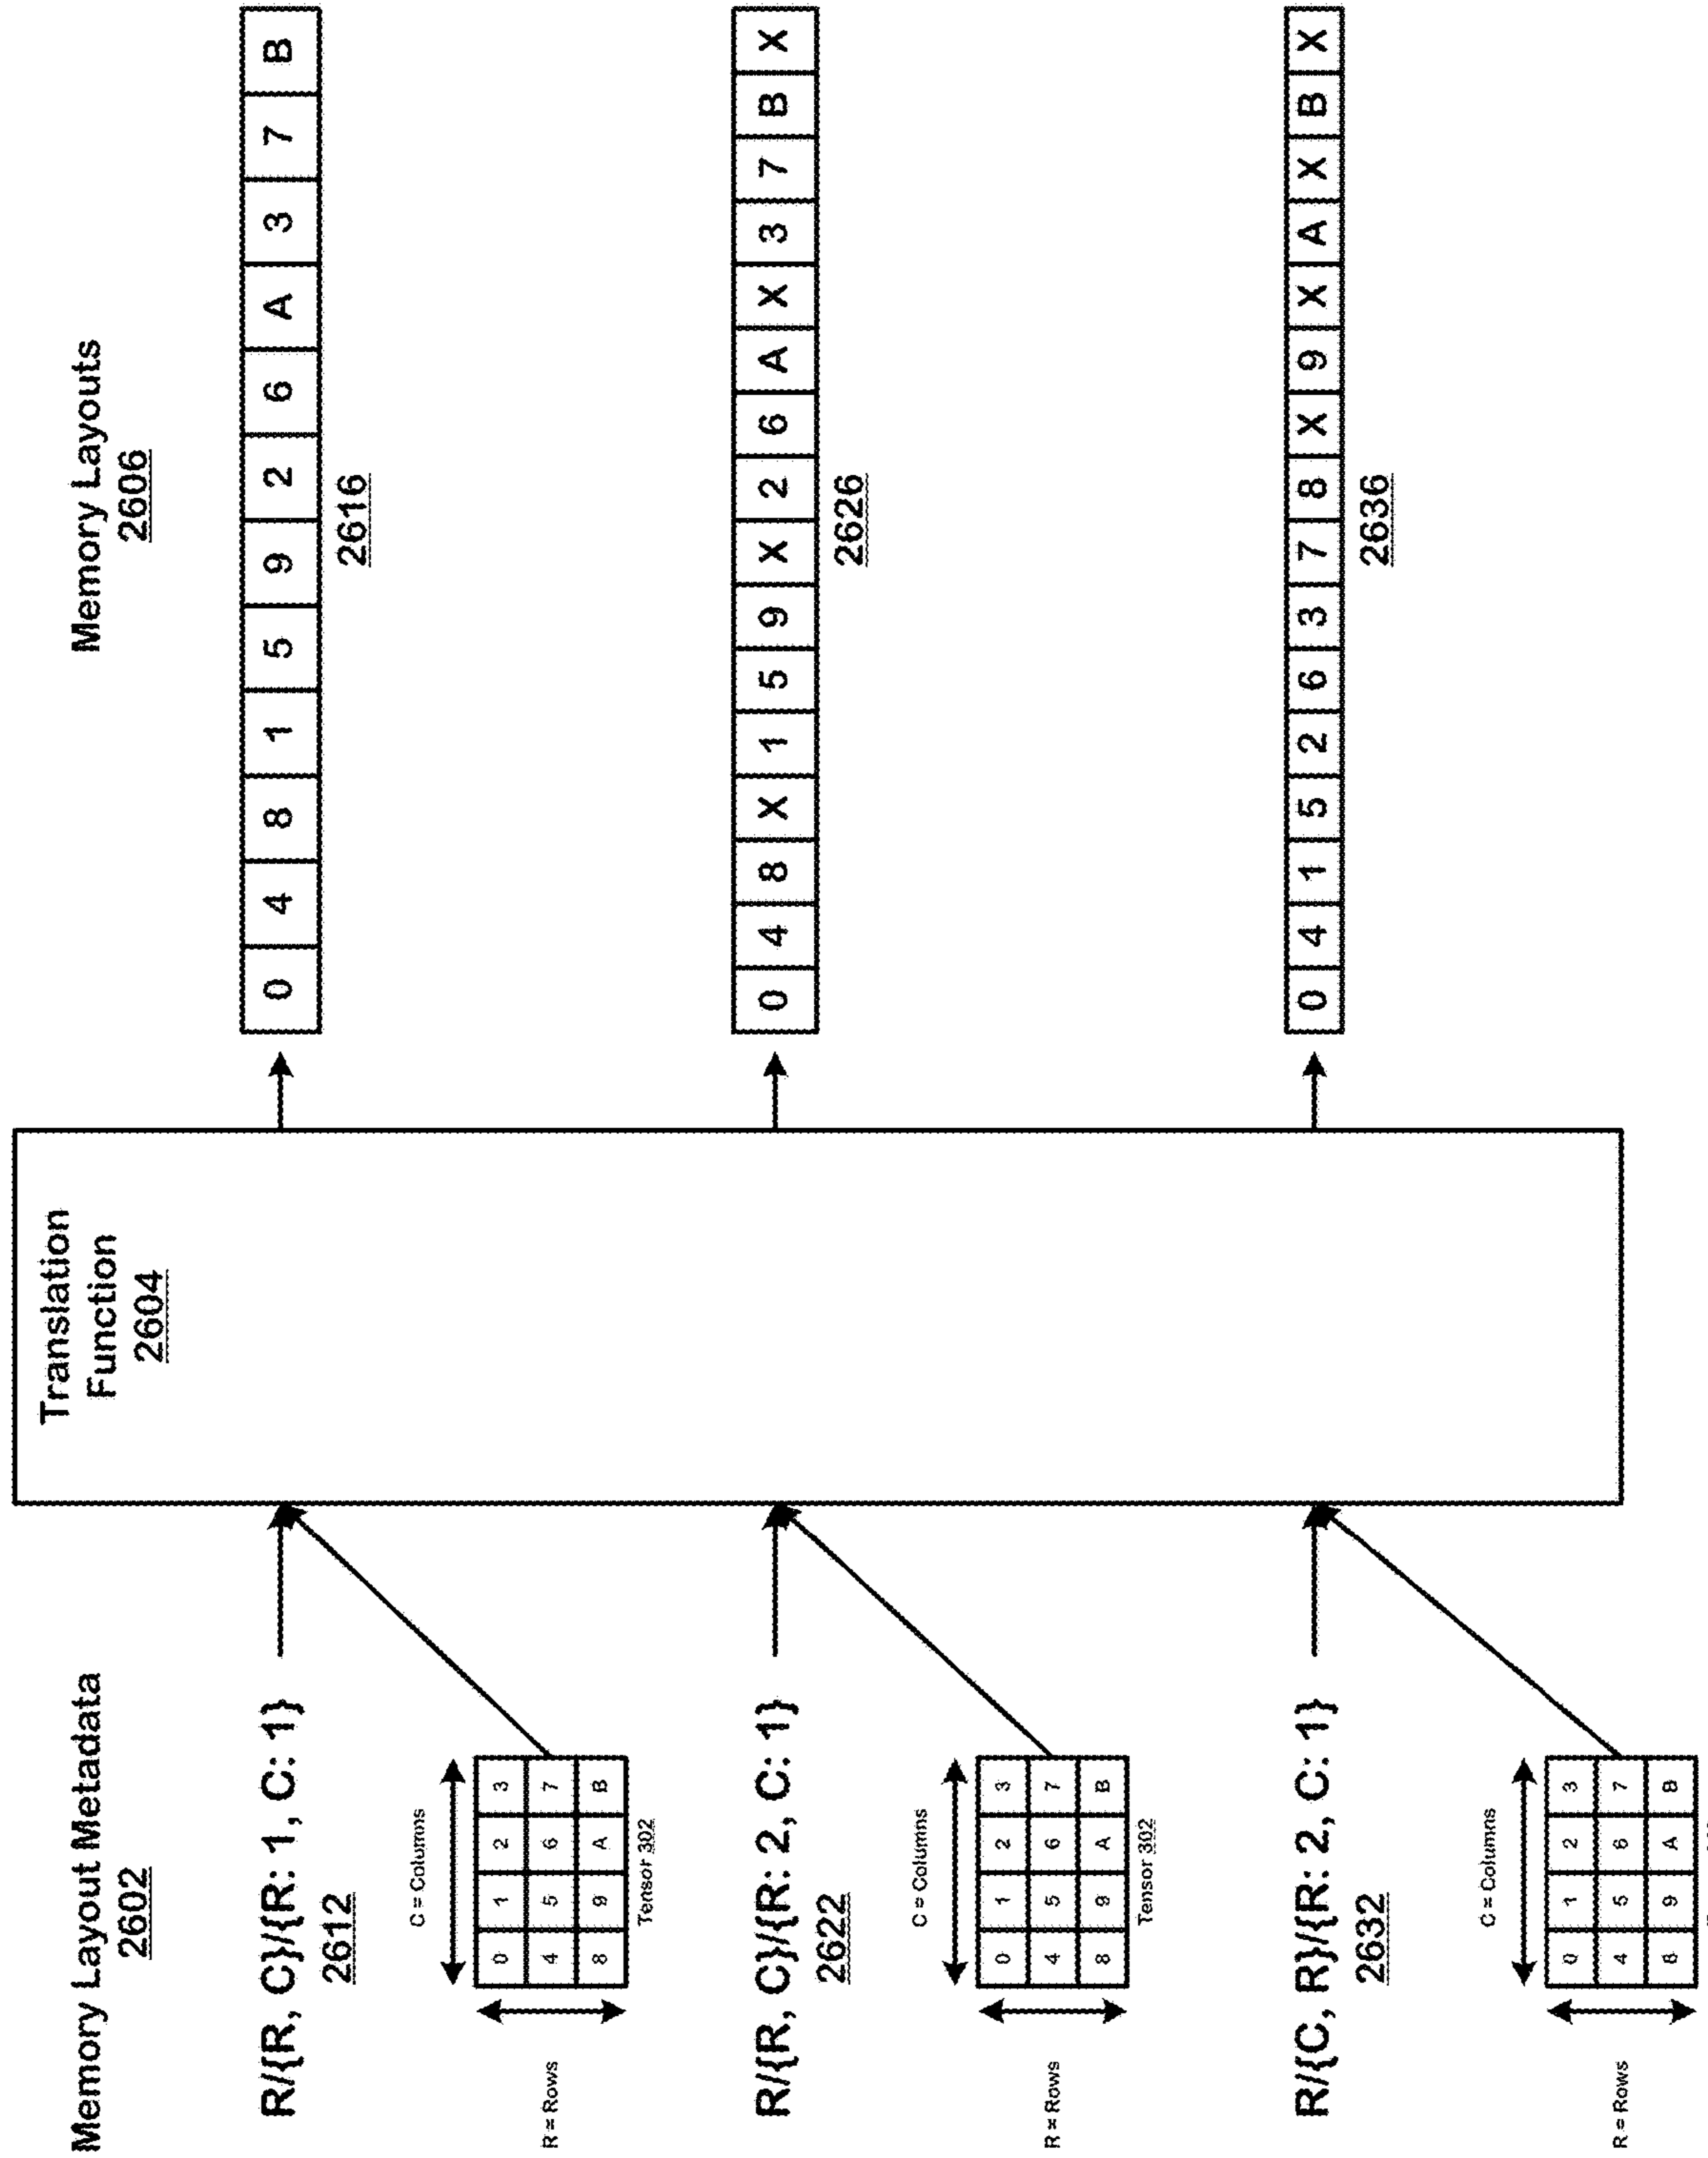 Memory Layout Metadata
2602
Translation
Function
2604
Memory Layouts
2606
R/{R, C}/{R: 1, C: 1}
2612
C = Columns
R = Rows
0 1 2 3
4 5 6 7
8 9 A B
Tensor 302
0 4 8 1 5 9 2 6 A 3 7 B
2616
R/{R, C}/{R: 2, C: 1}
2622
C = Columns
R = Rows
0 1 2 3
4 5 6 7
8 9 A B
Tensor 302
0 4 8 X 1 5 9 X 2 6 A X 3 7 B X
2626
R/{C, R}/{R: 2, C: 1}
2632
C = Columns
R = Rows
0 1 2 3
4 5 6 7
8 9 A B
0 4 1 5 2 6 3 7 8 X 9 X A X B X
2636